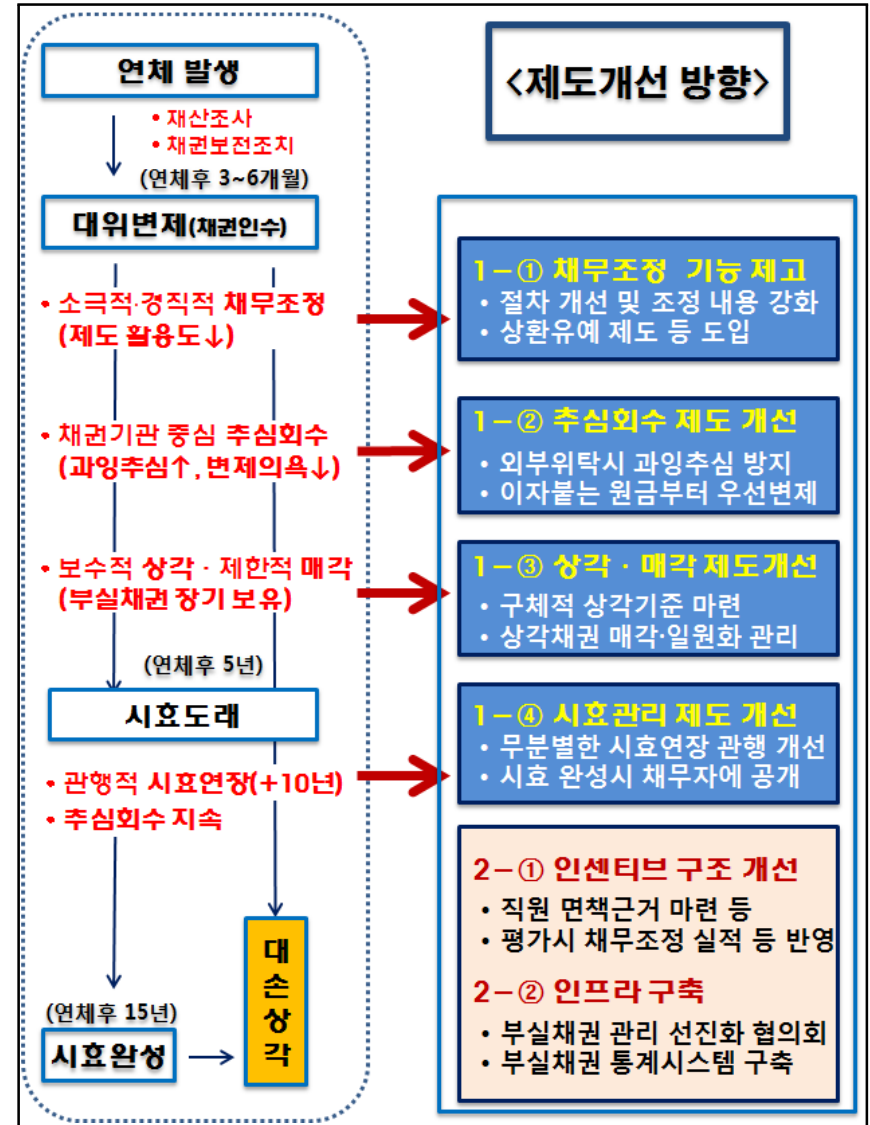 연체 발생
• 재산조사
• 채권보전조치
(연체후 3~6개월)
대위변제(채권인수)
• 소극적·경직적 채무조정
(제도 활용도↓)
• 채권기관 중심 추심회수
(과잉추심↑, 변제의욕↓)
• 보수적 상각 · 제한적 매각
(부실채권 장기 보유)
(연체후 5년)
시효도래
• 관행적 시효연장(+10년)
• 추심회수 지속
대손상각
(연체후 15년)
시효완성
<제도개선 방향>
1-① 채무조정 기능 제고
• 절차 개선 및 조정 내용 강화
• 상환유예 제도 등 도입
1-② 추심회수 제도 개선
• 외부위탁시 과잉추심 방지
• 이자붙는 원금부터 우선변제
1-③ 상각 · 매각 제도개선
• 구체적 상각기준 마련
• 상각채권 매각·일원화 관리
1-④ 시효관리 제도 개선
• 무분별한 시효연장 관행 개선
• 시효 완성시 채무자에 공개
2-① 인센티브 구조 개선
• 직원 면책근거 마련 등
• 평가시 채무조정 실적 등 반영
2-② 인프라 구축
• 부실채권 관리 선진화 협의회
• 부실채권 통계시스템 구축